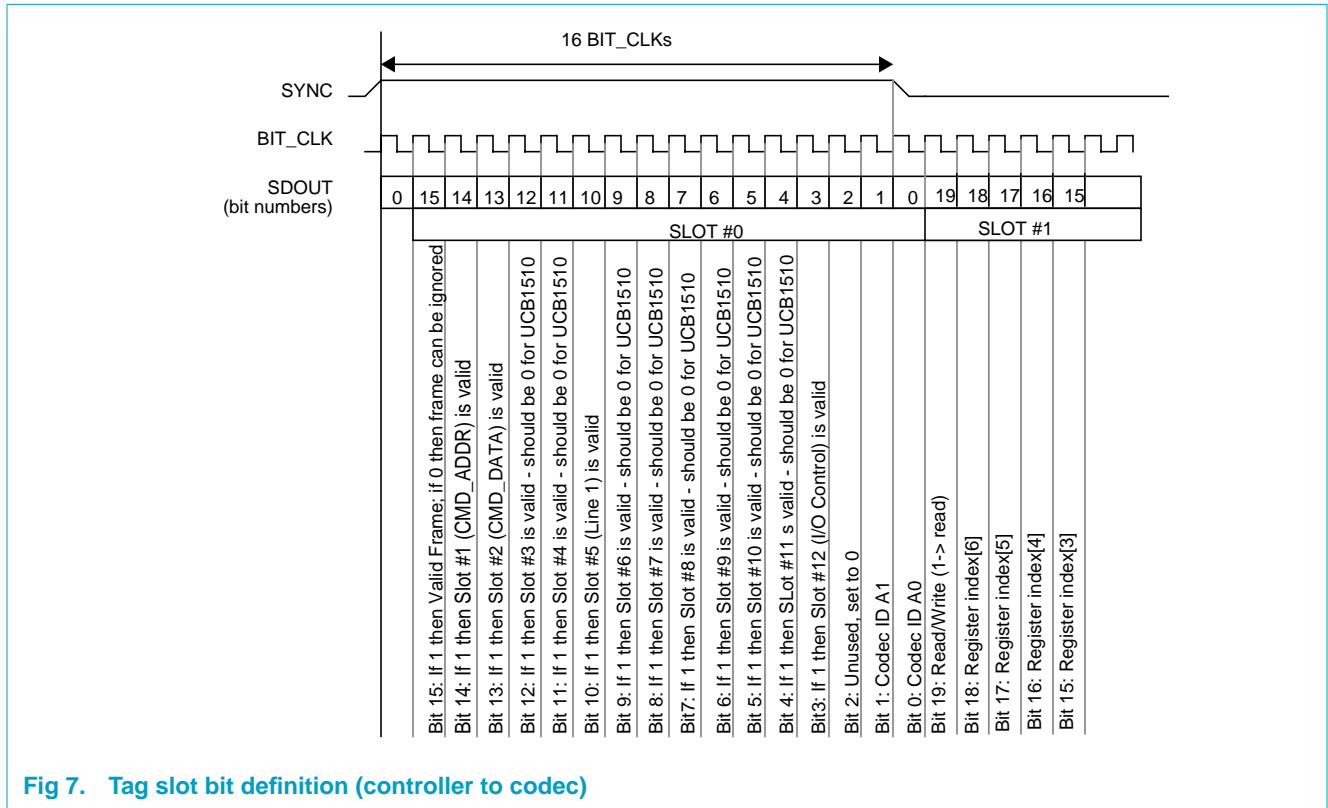 16 BIT_CLKs
SYNC
BIT_CLK
SDOUT
(bit numbers)
0 15 14 13 12 11 10 9 8 7 6 5 4 3 2 1 0 19 18 17 16 15
SLOT #0 SLOT #1
Bit 15: If 1 then Valid Frame; if 0 then frame can be ignored
Bit 14: If 1 then Slot #1 (CMD_ADDR) is valid
Bit 13: If 1 then Slot #2 (CMD_DATA) is valid
Bit 12: If 1 then Slot #3 is valid - should be 0 for UCB1510
Bit 11: If 1 then Slot #4 is valid - should be 0 for UCB1510
Bit 10: If 1 then Slot #5 (Line 1) is valid
Bit 9: If 1 then Slot #6 is valid - should be 0 for UCB1510
Bit 8: If 1 then Slot #7 is valid - should be 0 for UCB1510
Bit7: If 1 then Slot #8 is valid - should be 0 for UCB1510
Bit 6: If 1 then Slot #9 is valid - should be 0 for UCB1510
Bit 5: If 1 then Slot #10 is valid - should be 0 for UCB1510
Bit 4: If 1 then SLot #11 s valid - should be 0 for UCB1510
Bit3: If 1 then Slot #12 (I/O Control) is valid
Bit 2: Unused, set to 0
Bit 1: Codec ID A1
Bit 0: Codec ID A0
Bit 19: Read/Write (1-> read)
Bit 18: Register index[6]
Bit 17: Register index[5]
Bit 16: Register index[4]
Bit 15: Register index[3]
Fig 7. Tag slot bit definition (controller to codec)